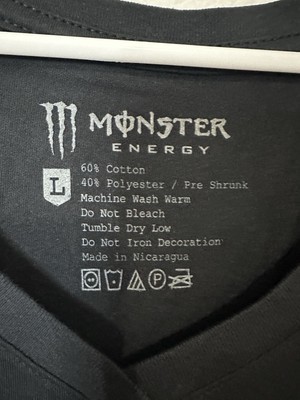 MONSTER
ENERGY
L
60% Cotton
40% Polyester / Pre Shrunk
Machine Wash Warm
Do Not Bleach
Tumble Dry Low
Do Not Iron Decoration
Made in Nicaragua
P